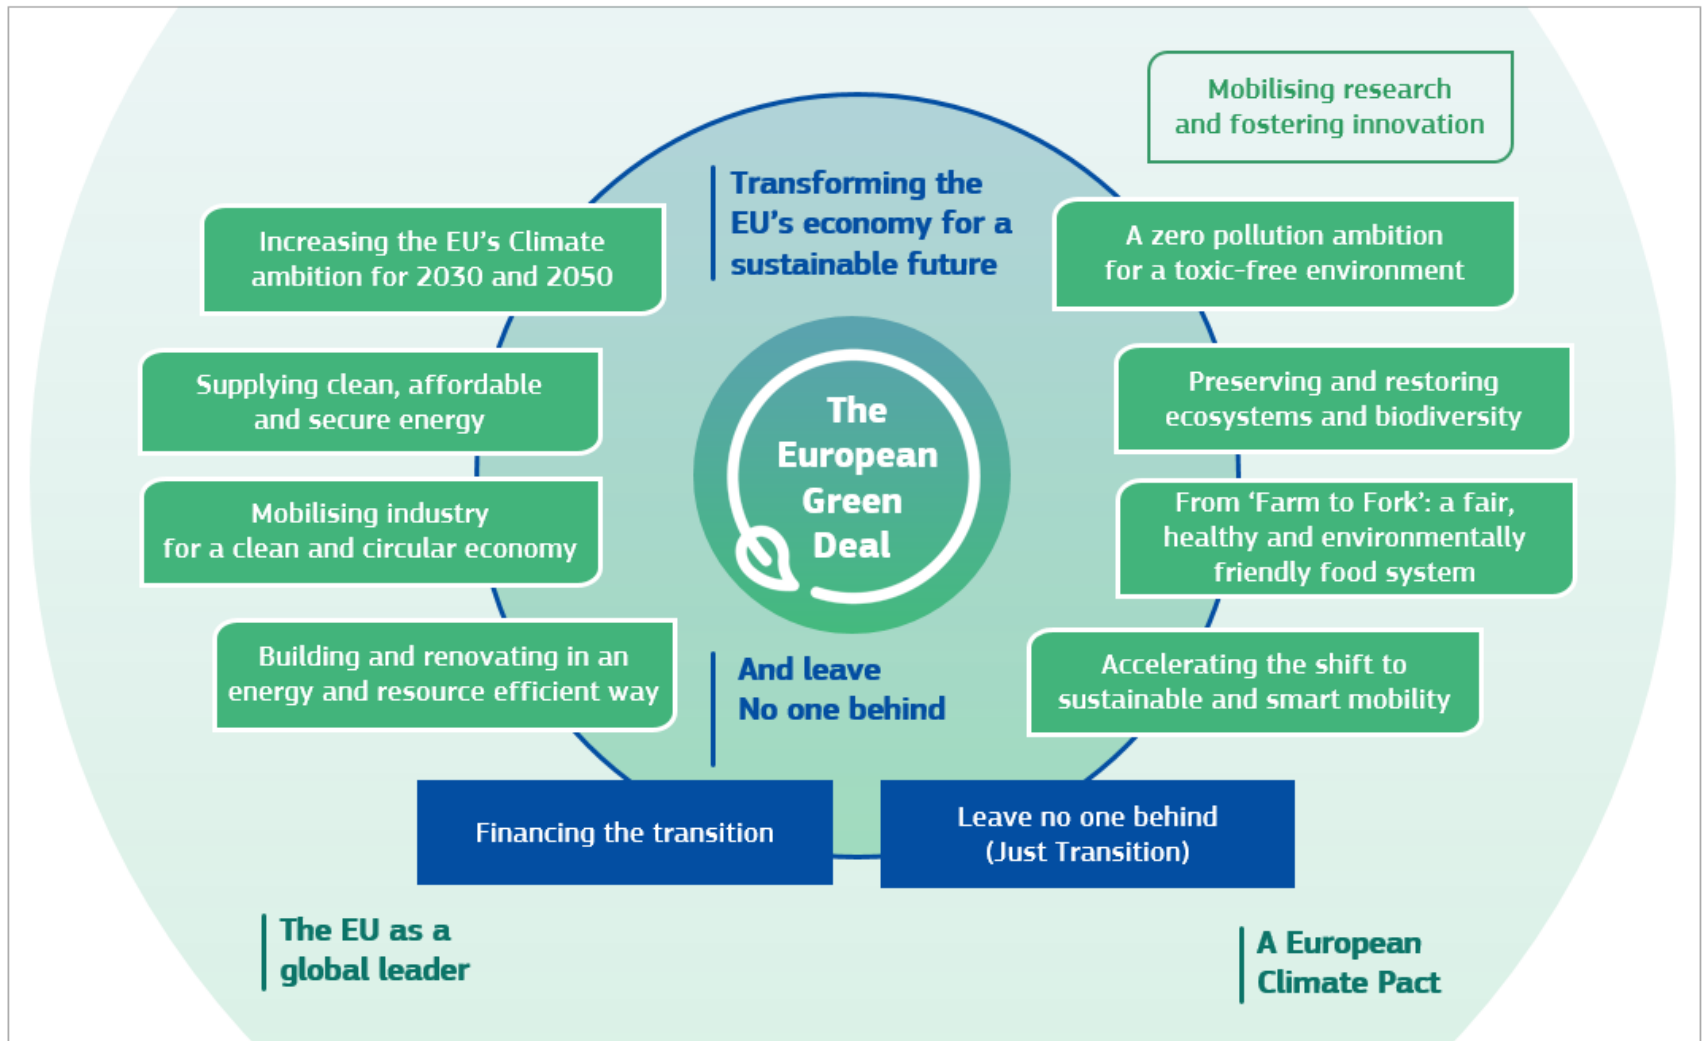 Mobilising research
and fostering innovation
Transforming the
EU's economy for a
sustainable future
Increasing the EU's Climate
ambition for 2030 and 2050
Supplying clean, affordable
and secure energy
Mobilising industry
for a clean and circular economy
Building and renovating in an
energy and resource efficient way
The
European
Green
Deal
A zero pollution ambition
for a toxic-free environment
Preserving and restoring
ecosystems and biodiversity
From ‘Farm to Fork’: a fair,
healthy and environmentally
friendly food system
Accelerating the shift to
sustainable and smart mobility
And leave
No one behind
Financing the transition
Leave no one behind
(Just Transition)
The EU as a
global leader
A European
Climate Pact